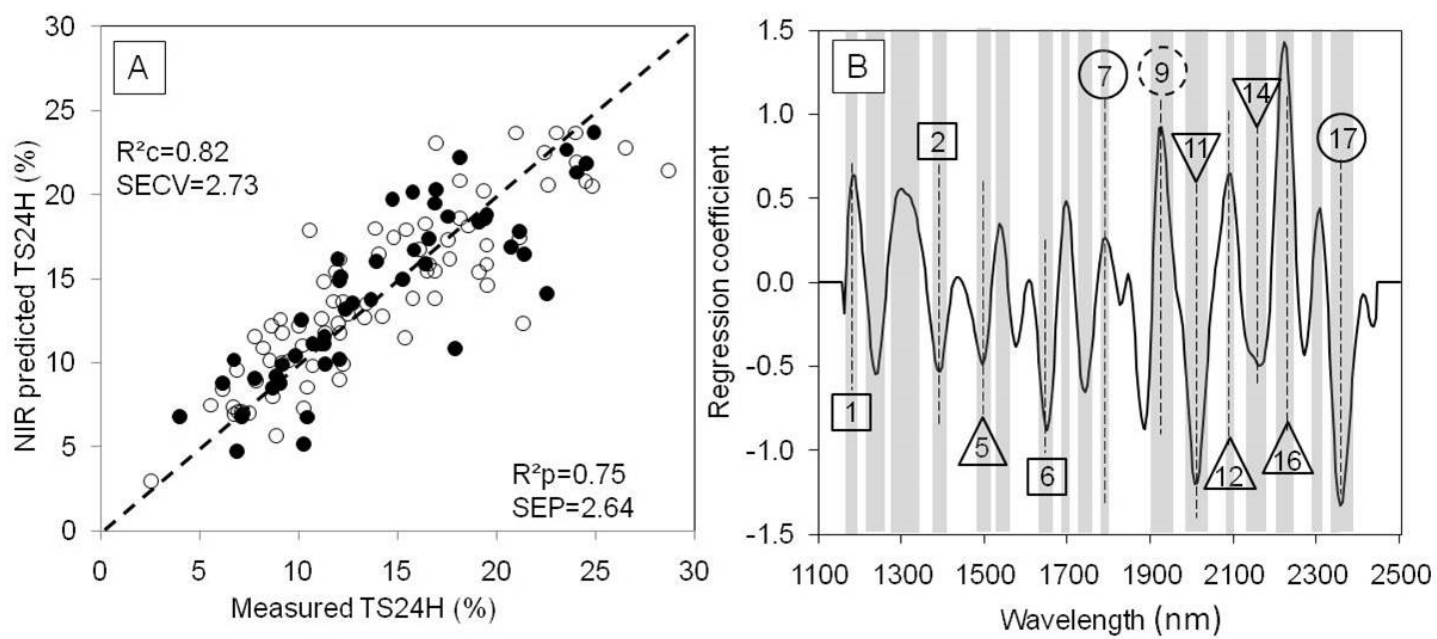 A
R²c=0.82
SECV=2.73
R²p=0.75
SEP=2.64
NIR predicted TS24H (%)
30
25
20
15
10
5
0
0 5 10 15 20 25 30
Measured TS24H (%)
B
Regression coefficient
1.5
1.0
0.5
0.0
-0.5
-1.0
-1.5
7
9
14
2
11
17
1
5
6
12
16
1100 1300 1500 1700 1900 2100 2300 2500
Wavelength (nm)